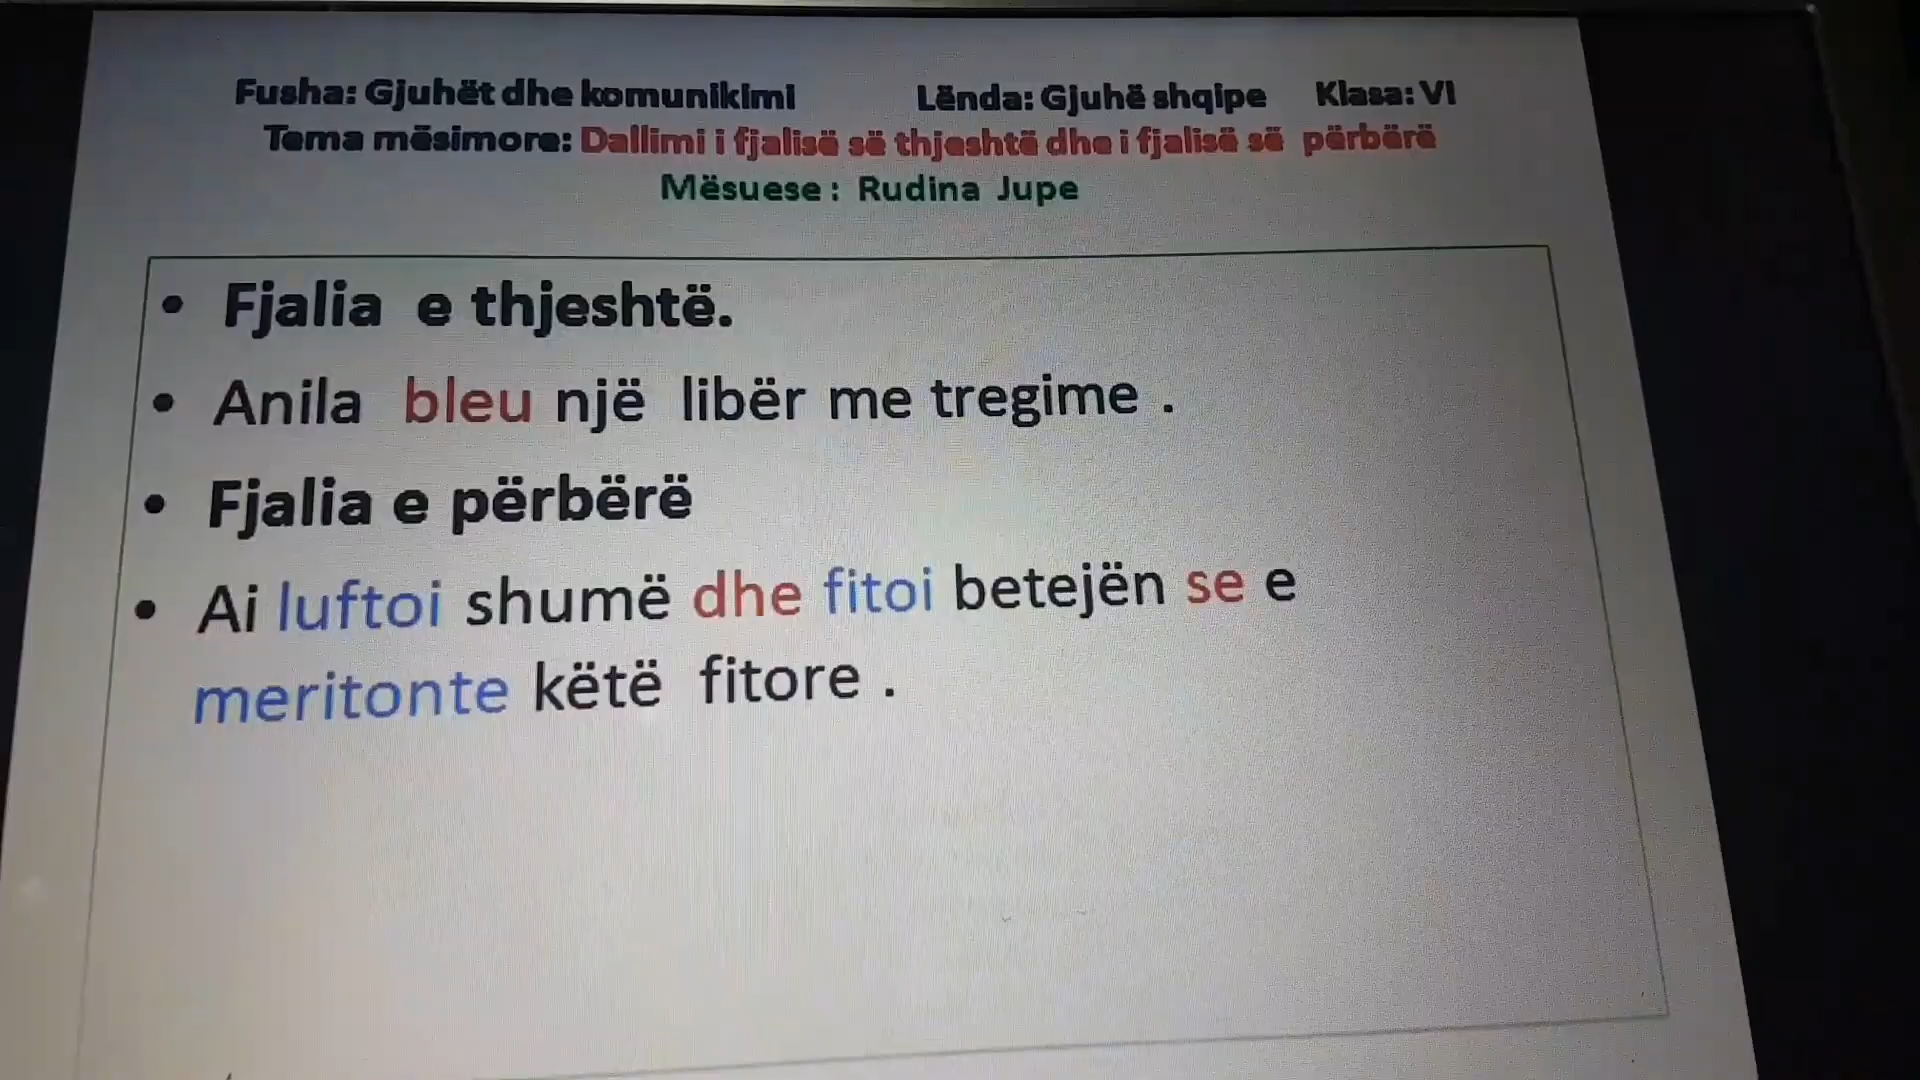 Fusha: Gjuhët dhe komunikimi Lënda: Gjuhë shqipe Klasa: VI
Tema mësimore: Dallimi i fjalisë së thjeshtë dhe i fjalisë së përbërë
Mësuese : Rudina Jupe
• Fjalia e thjeshtë.
• Anila bleu një libër me tregime .
• Fjalia e përbërë
• Ai luftoi shumë dhe fitoi betejën se e
meritonte këtë fitore .